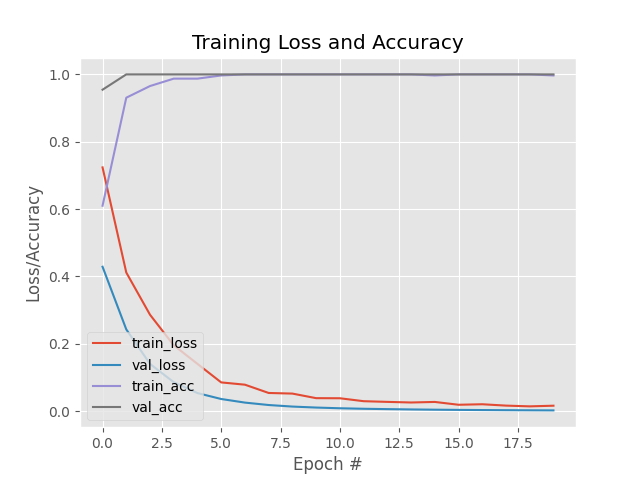 Training Loss and Accuracy
1.0
0.8
0.6
0.4
0.2
0.0
Loss/Accuracy
train_loss
val_loss
train_acc
val_acc
0.0 2.5 5.0 7.5 10.0 12.5 15.0 17.5
Epoch #